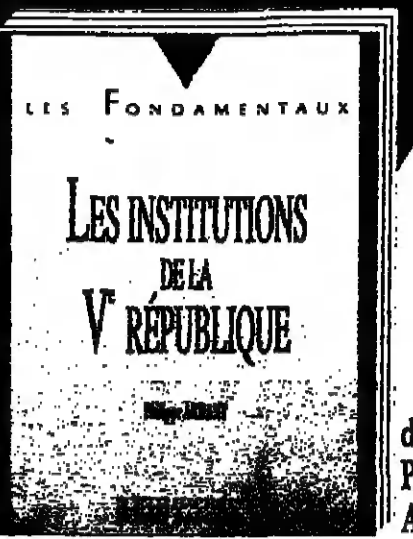 LES FONDAMENTAUX
LES INSTITUTIONS
DE LA
Ve RÉPUBLIQUE
d
P
A